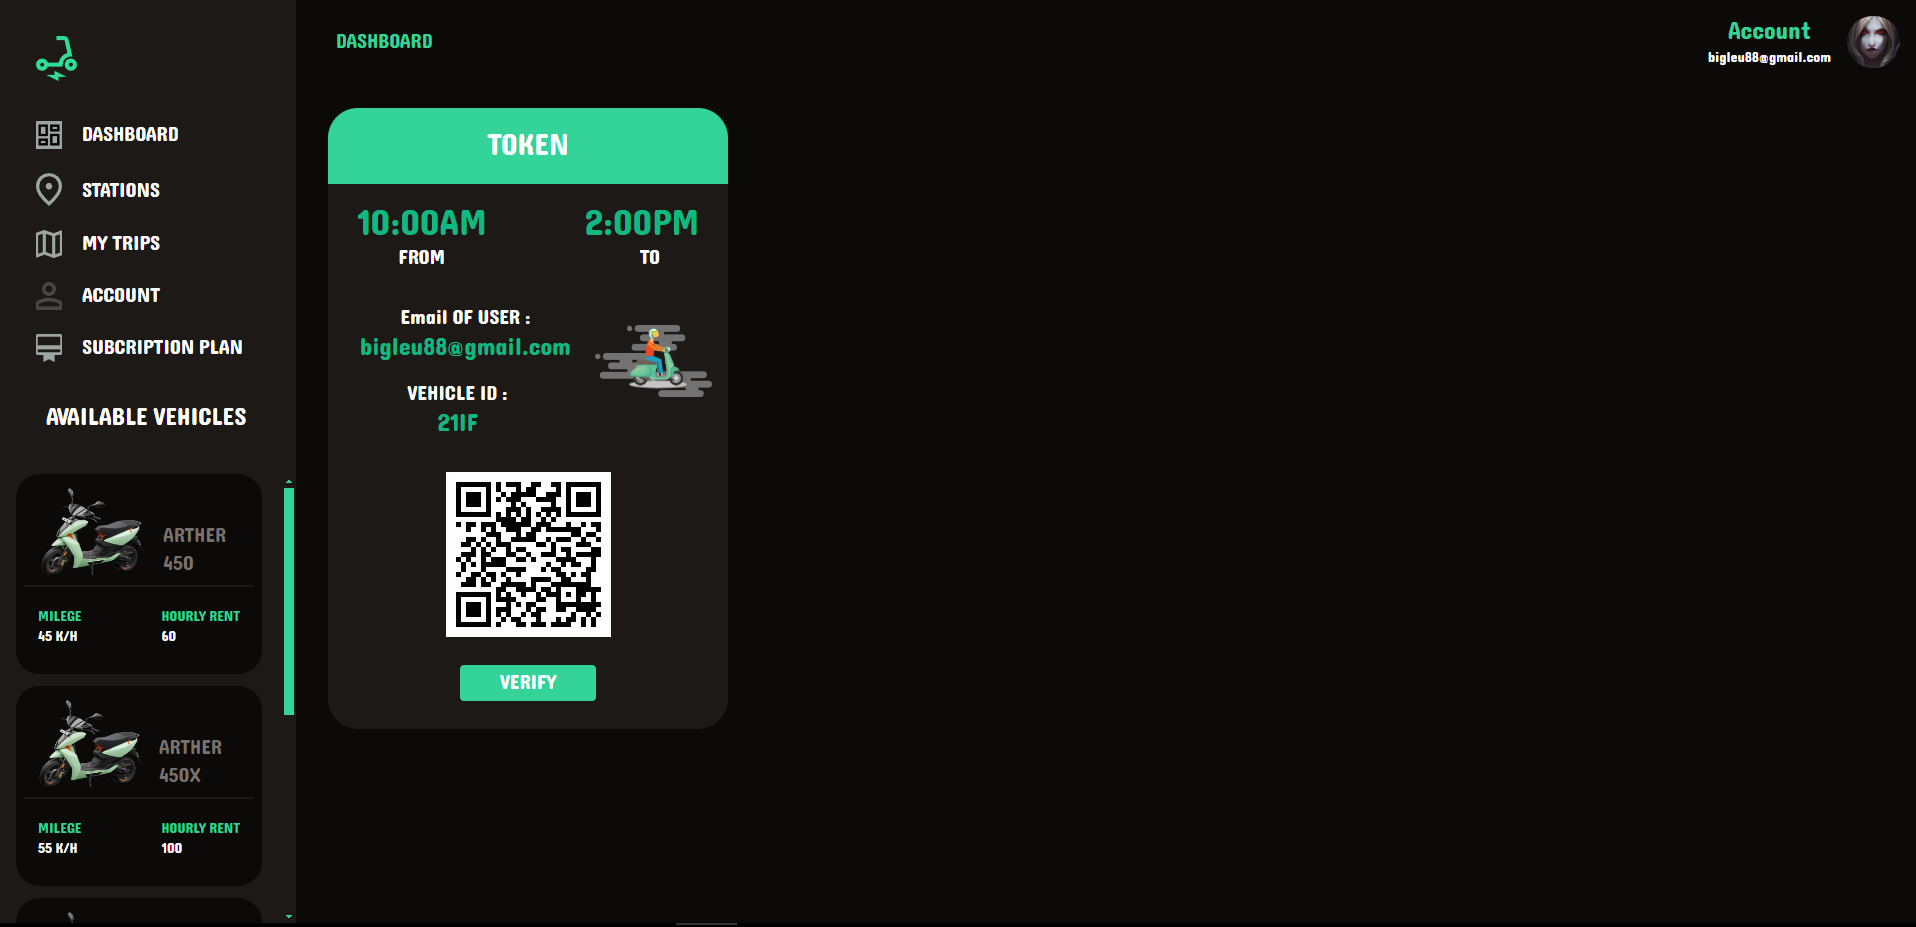 DASHBOARD
STATIONS
MY TRIPS
ACCOUNT
SUBCRIPTION PLAN
AVAILABLE VEHICLES
ARTHER
450
MILEGE
HOURLY RENT
45 K/H
60
ARTHER
450X
MILEGE
HOURLY RENT
55 K/H
100
DASHBOARD
Account
bigleu88@gmail.com
TOKEN
10:00AM
2:00PM
FROM
TO
Email OF USER :
bigleu88@gmail.com
VEHICLE ID :
21IF
VERIFY